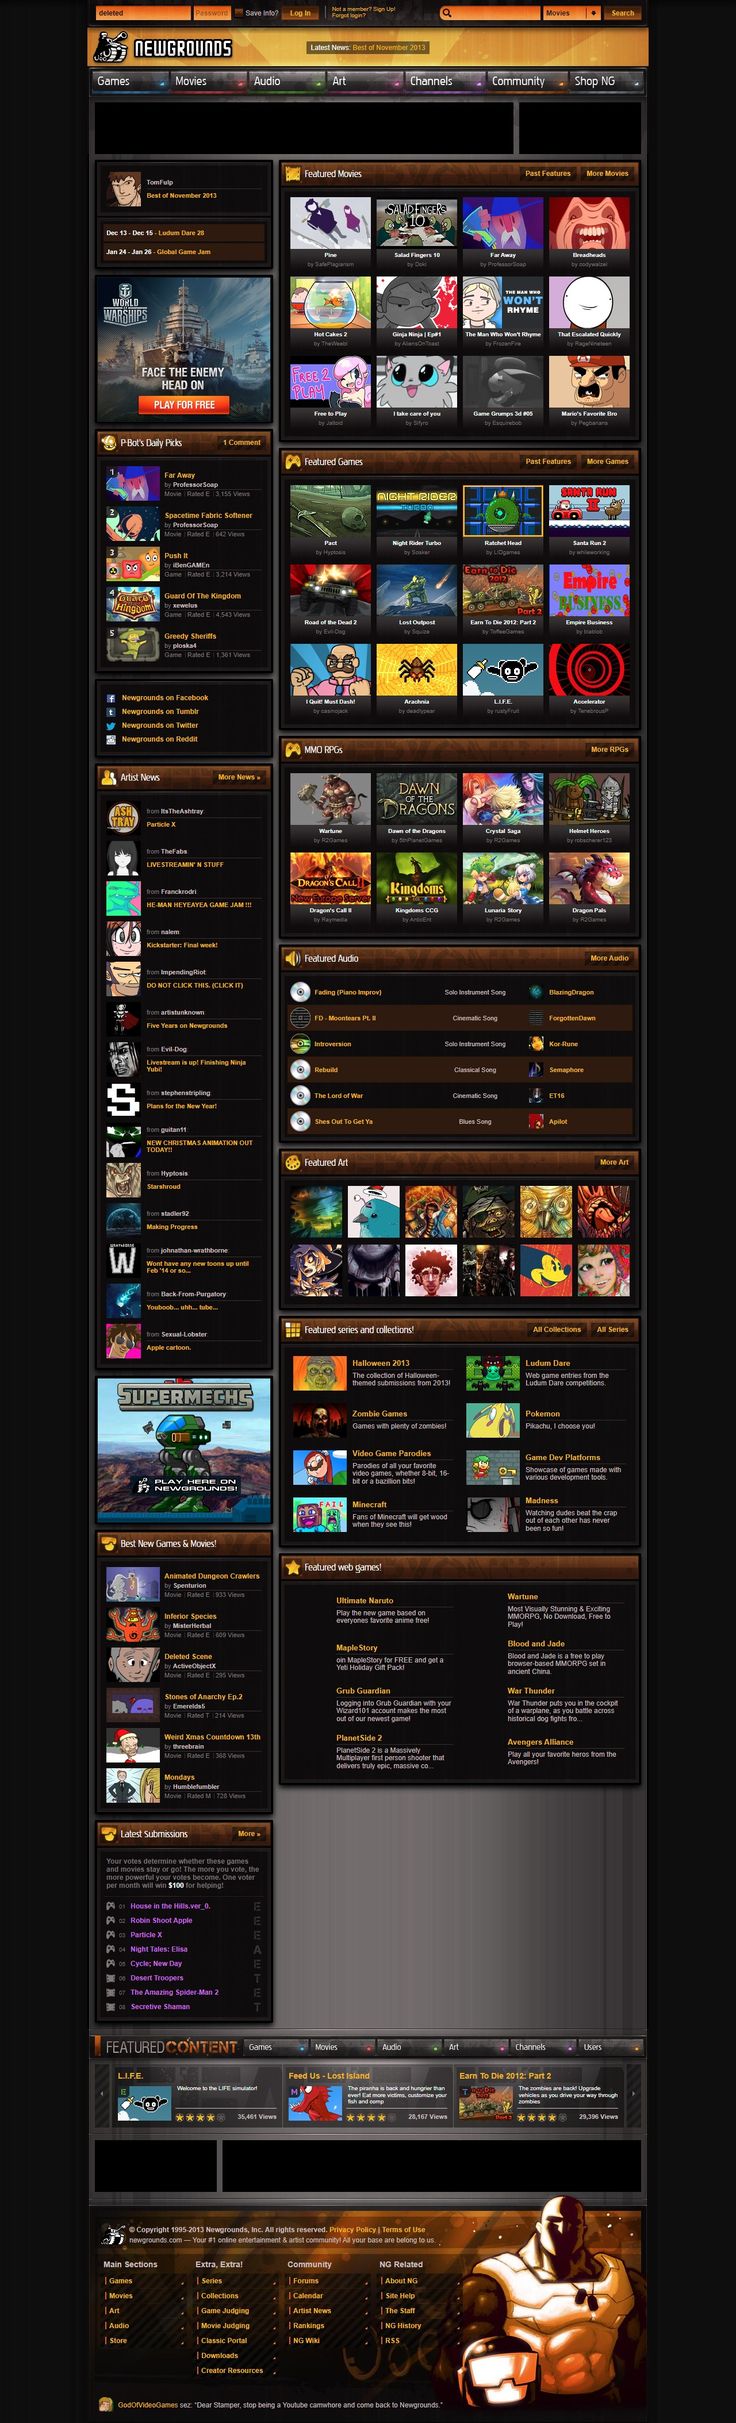 deleted Password Save Info? Log In Not a member? Sign Up!
Forgot login?
Movies Search
NEWGROUNDS
Latest News: Best of November 2013
Games Movies Audio Art Channels Community Shop NG
TomFulp
Best of November 2013
Dec 13 - Dec 15 - Ludum Dare 28
Jan 24 - Jan 26 - Global Game Jam
WORLD OF
WARSHIPS
FACE THE ENEMY
HEAD ON
PLAY FOR FREE
P-Bot's Daily Picks 1 Comment
1 Far Away
by ProfessorSoap
Movie | Rated E | 3,155 Views
2 Spacetime Fabric Softener
by ProfessorSoap
Movie | Rated E | 642 Views
3 Push It
by iBenGAMEn
Game | Rated E | 3,214 Views
4 Guard Of The Kingdom
by xewelus
Game | Rated E | 4,543 Views
5 Greedy Sheriffs
by ploska4
Game | Rated E | 1,361 Views
Newgrounds on Facebook
Newgrounds on Tumblr
Newgrounds on Twitter
Newgrounds on Reddit
Artist News More News »
ASH TRAY
from ItsTheAshtray:
Particle X
from TheFabs:
LIVESTREAMIN' N STUFF
from Franckrodri:
HE-MAN HEYEAYEA GAME JAM !!!
from nalem:
Kickstarter: Final week!
from ImpendingRiot:
DO NOT CLICK THIS. (CLICK IT)
from artistunknown:
Five Years on Newgrounds
from Evil-Dog:
Livestream is up! Finishing Ninja
Yubi!
from stephenstripling:
Plans for the New Year!
from guitan11:
NEW CHRISTMAS ANIMATION OUT
TODAY!!
from Hyptosis:
Starshroud
from stadler92:
Making Progress
from johnathan-wrathborne:
Wont have any new toons up until
Feb '14 or so...
from Back-From-Purgatory:
Youboob... uhh... tube...
from Sexual-Lobster:
Apple cartoon.
SUPERMECHS
PLAY HERE ON
NEWGROUNDS!
Best New Games & Movies!
Animated Dungeon Crawlers
by Spenturion
Movie | Rated E | 933 Views
Inferior Species
by MisterHerbal
Movie | Rated E | 609 Views
Deleted Scene
by ActiveObjectX
Movie | Rated E | 295 Views
Stones of Anarchy Ep.2
by Emerelds5
Movie | Rated T | 214 Views
Weird Xmas Countdown 13th
by threebrain
Movie | Rated E | 368 Views
Mondays
by Humblefumbler
Movie | Rated M | 728 Views
Latest Submissions More »
Your votes determine whether these games
and movies stay or go! The more you vote, the
more powerful your votes become. One voter
per month will win $100 for helping!
01 House in the Hills.ver_0. E
02 Robin Shoot Apple E
03 Particle X E
04 Night Tales: Elisa A
05 Cycle; New Day E
06 Desert Troopers T
07 The Amazing Spider-Man 2 E
08 Secretive Shaman T
Featured Movies Past Features More Movies
SALAD FINGERS 10
Pine Salad Fingers 10 Far Away Breadheads
by SafePlagiarism by Doki by ProfessorSoap by codywalzel
THE MAN WHO
WON'T
RHYME
Hot Cakes 2 Ginja Ninja | Ep#1 The Man Who Won't Rhyme That Escalated Quickly
by TheWeebl by AliensOnToast by FrozenFire by RageNineteen
FREE 2 PLAY
Free to Play I take care of you Game Grumps 3d #05 Mario's Favorite Bro
by Jaltoid by Sifyro by Esquirebob by Pegbarians
Featured Games Past Features More Games
NIGHT RIDER TURBO SANTA RUN II
Pact Night Rider Turbo Ratchet Head Santa Run 2
by Hyptosis by Sosker by LIDgames by whileworking
Earn to Die 2012 Part 2 Empire BUSINESS
Road of the Dead 2 Lost Outpost Earn To Die 2012: Part 2 Empire Business
by Evil-Dog by Squize by ToffeeGames by blablob
I Quit! Must Dash! Arachnia L.I.F.E. Accelerator
by casinojack by deadlypear by rustyFruit by TenebrousP
MMO RPGs More RPGs
DAWN OF THE DRAGONS
Wartune Dawn of the Dragons Crystal Saga Helmet Heroes
by R2Games by 5thPlanetGames by R2Games by robscherer123
DRAGON'S CALL II New Europe Server Kingdoms
Dragon's Call II Kingdoms CCG Lunaria Story Dragon Pals
by Raymedia by AntixEnt by R2Games by R2Games
Featured Audio More Audio
Fading (Piano Improv) Solo Instrument Song BlazingDragon
FD - Moontears Pt. II Cinematic Song ForgottenDawn
Introversion Solo Instrument Song Kor-Rune
Rebuild Classical Song Semaphore
The Lord of War Cinematic Song ET16
Shes Out To Get Ya Blues Song Apilot
Featured Art More Art
Featured series and collections! All Collections All Series
Halloween 2013
The collection of Halloween-
themed submissions from 2013!
Ludum Dare
Web game entries from the
Ludum Dare competitions.
Zombie Games
Games with plenty of zombies!
Pokemon
Pikachu, I choose you!
Video Game Parodies
Parodies of all your favorite
video games, whether 8-bit, 16-
bit or a bazillion bits!
Game Dev Platforms
Showcase of games made with
various development tools.
FAIL
Minecraft
Fans of Minecraft will get wood
when they see this!
Madness
Watching dudes beat the crap
out of each other has never
been so fun!
Featured web games!
Ultimate Naruto
Play the new game based on
everyones favorite anime free!
Wartune
Most Visually Stunning & Exciting
MMORPG, No Download, Free to
Play!
MapleStory
oin MapleStory for FREE and get a
Yeti Holiday Gift Pack!
Blood and Jade
Blood and Jade is a free to play
browser-based MMORPG set in
ancient China.
Grub Guardian
Logging into Grub Guardian with your
Wizard101 account makes the most
out of our newest game!
War Thunder
War Thunder puts you in the cockpit
of a warplane, as you battle across
historical dog fights fro...
PlanetSide 2
PlanetSide 2 is a Massively
Multiplayer first person shooter that
delivers truly epic, massive co...
Avengers Alliance
Play all your favorite heros from the
Avengers!
FEATURED CONTENT Games Movies Audio Art Channels Users
L.I.F.E.
Welcome to the LIFE simulator!
35,461 Views
Feed Us - Lost Island
The piranha is back and hungrier than
ever! Eat more victims, customize your
fish and comp
28,167 Views
Earn To Die 2012: Part 2
The zombies are back! Upgrade
vehicles as you drive your way through
zombies
29,396 Views
© Copyright 1995-2013 Newgrounds, Inc. All rights reserved. Privacy Policy | Terms of Use
newgrounds.com — Your #1 online entertainment & artist community! All your base are belong to us.
Main Sections Extra, Extra! Community NG Related
Games Series Forums About NG
Movies Collections Calendar Site Help
Art Game Judging Artist News The Staff
Audio Movie Judging Rankings NG History
Store Classic Portal NG Wiki RSS
Downloads
Creator Resources
GodOfVideoGames sez: "Dear Stamper, stop being a Youtube camwhore and come back to Newgrounds."